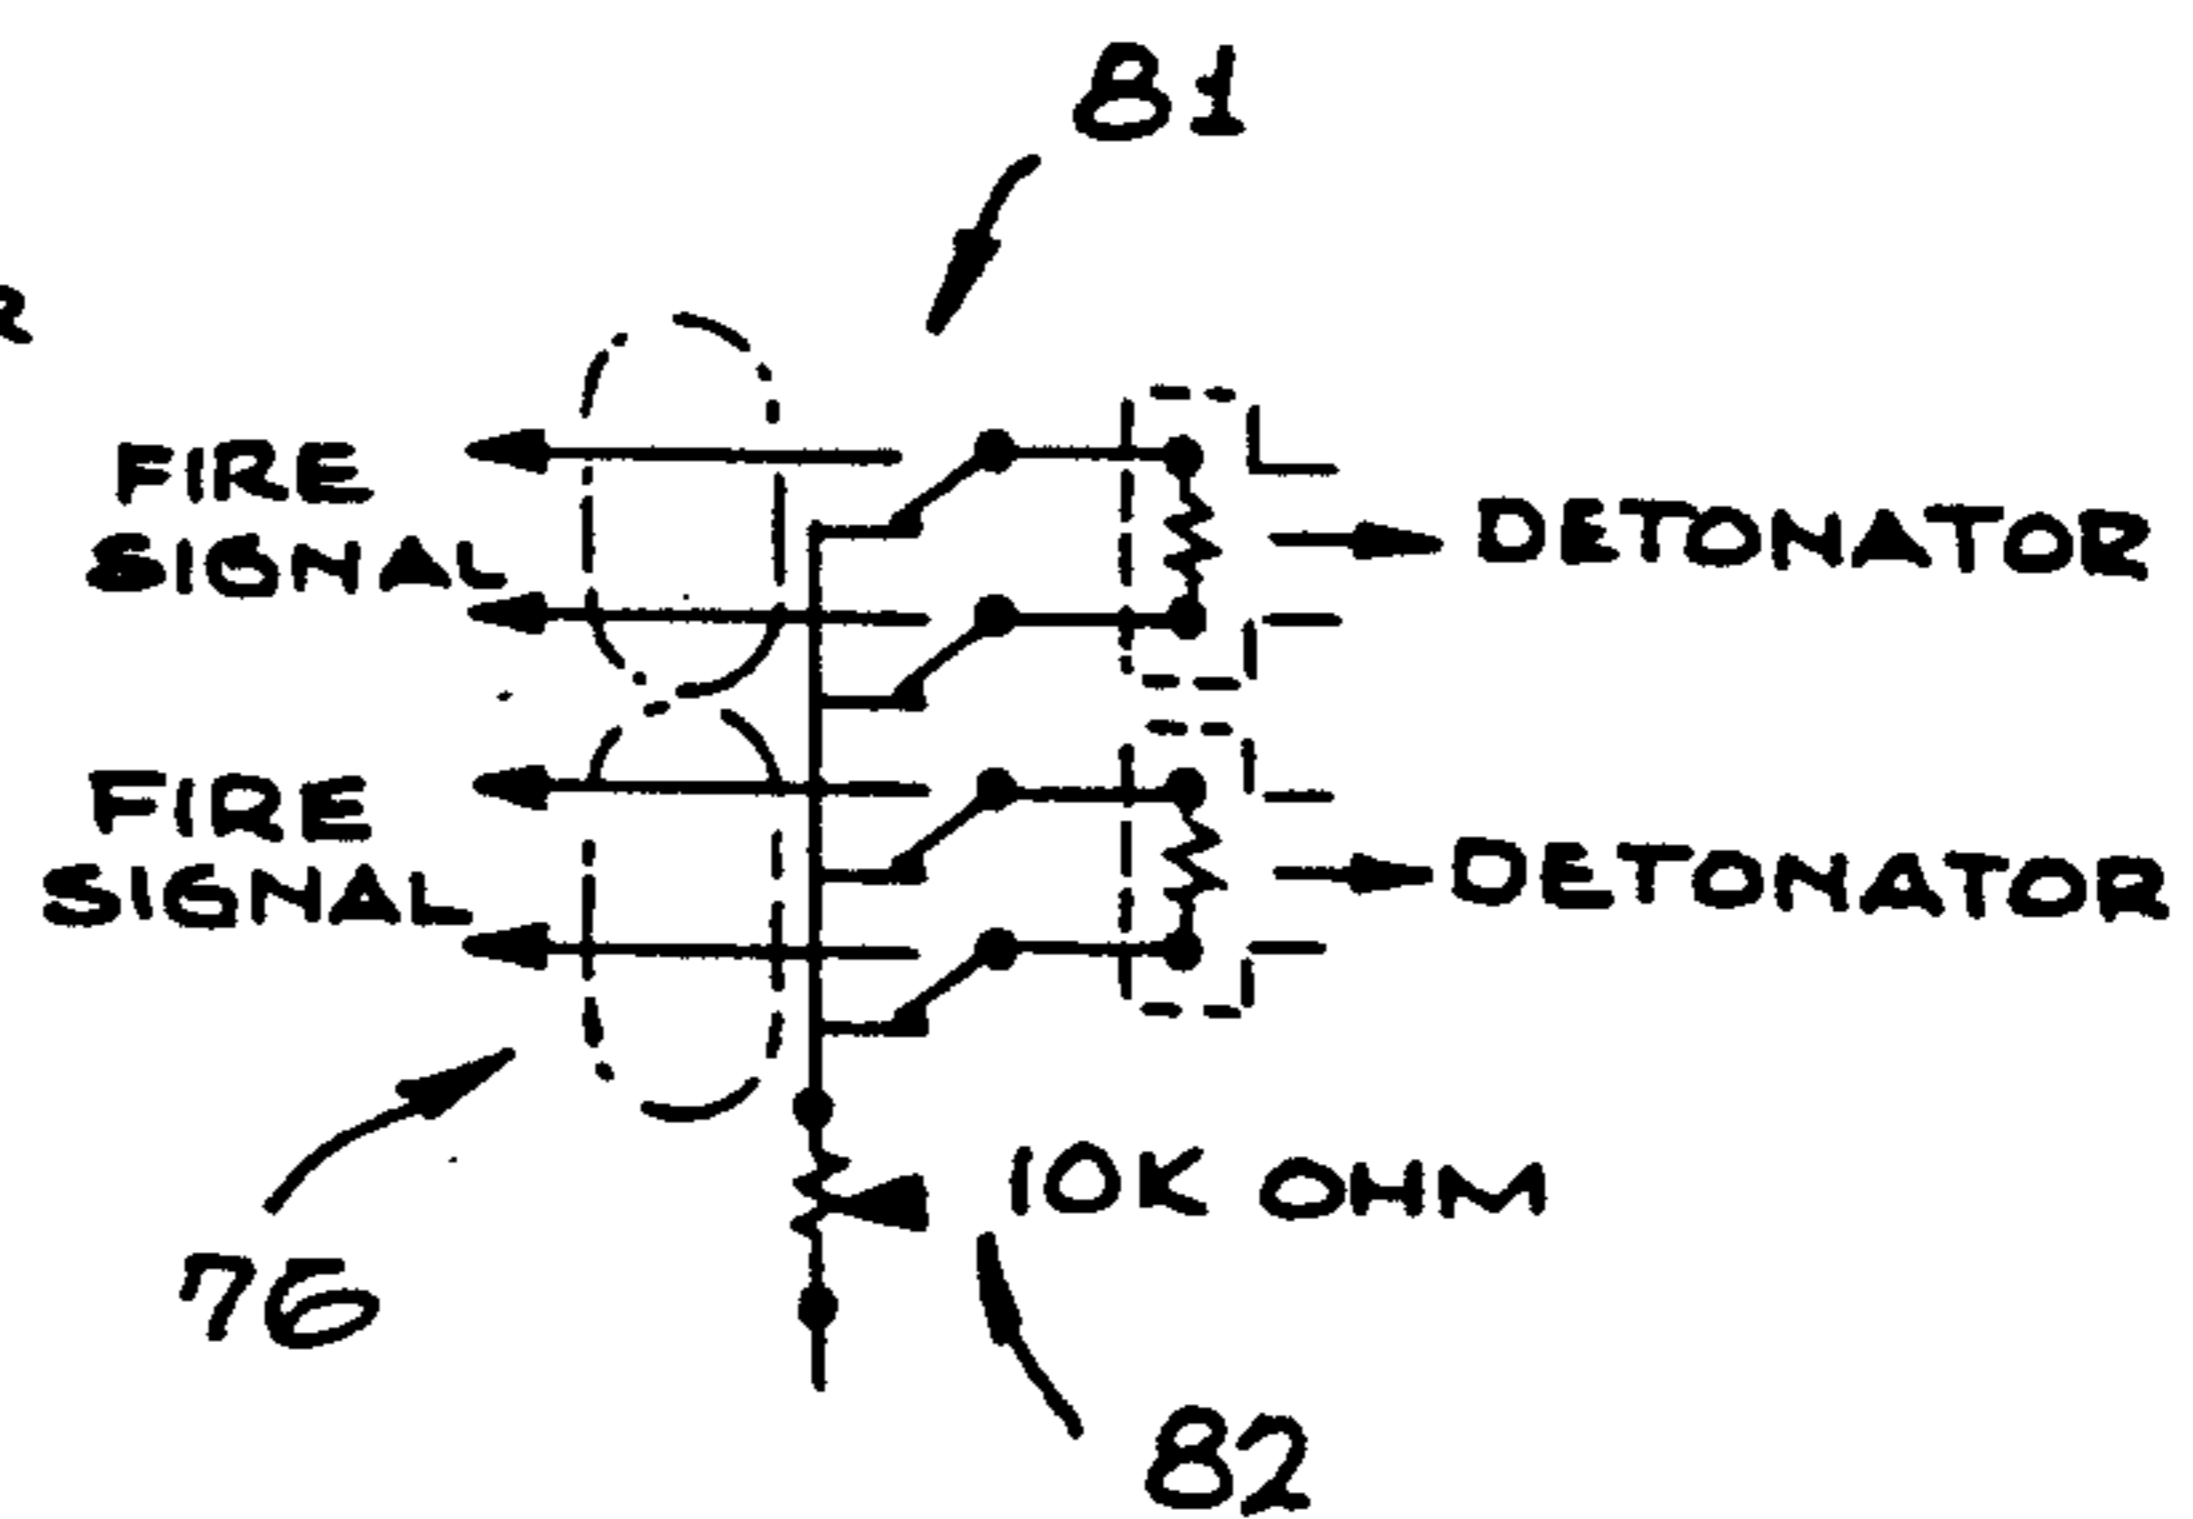 81
R
FIRE
SIGNAL
DETONATOR
FIRE
SIGNAL
DETONATOR
10K OHM
76
82